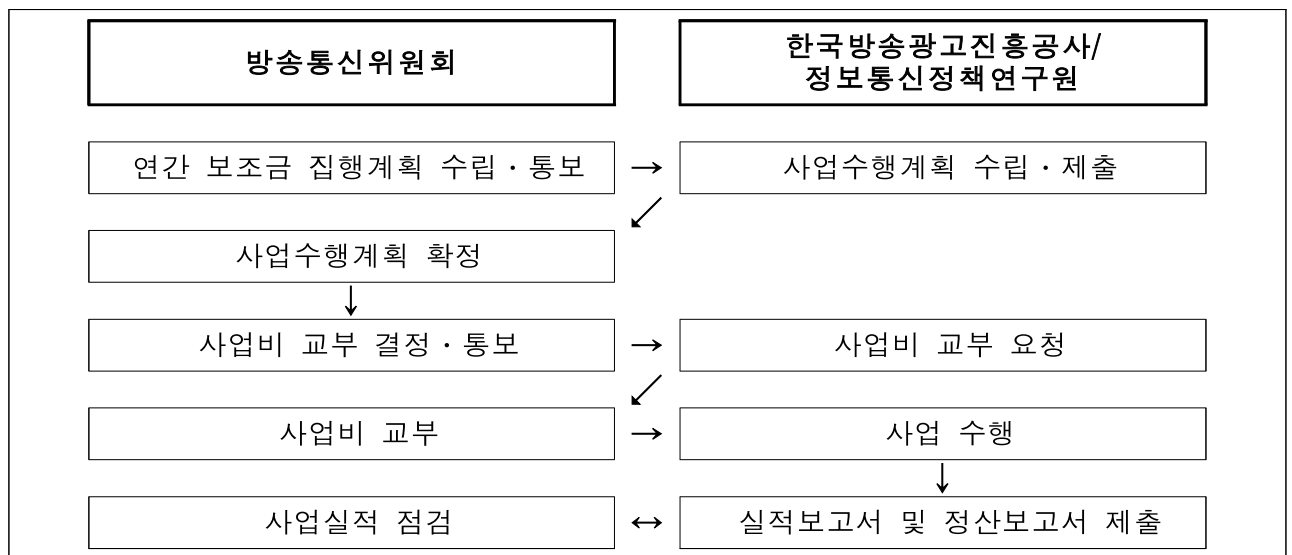 방송통신위원회
한국방송광고진흥공사/
정보통신정책연구원
연간 보조금 집행계획 수립·통보
→
사업수행계획 수립·제출
↙
사업수행계획 확정
↓
사업비 교부 결정·통보
→
사업비 교부 요청
↙
사업비 교부
→
사업 수행
↓
사업실적 점검
↔
실적보고서 및 정산보고서 제출